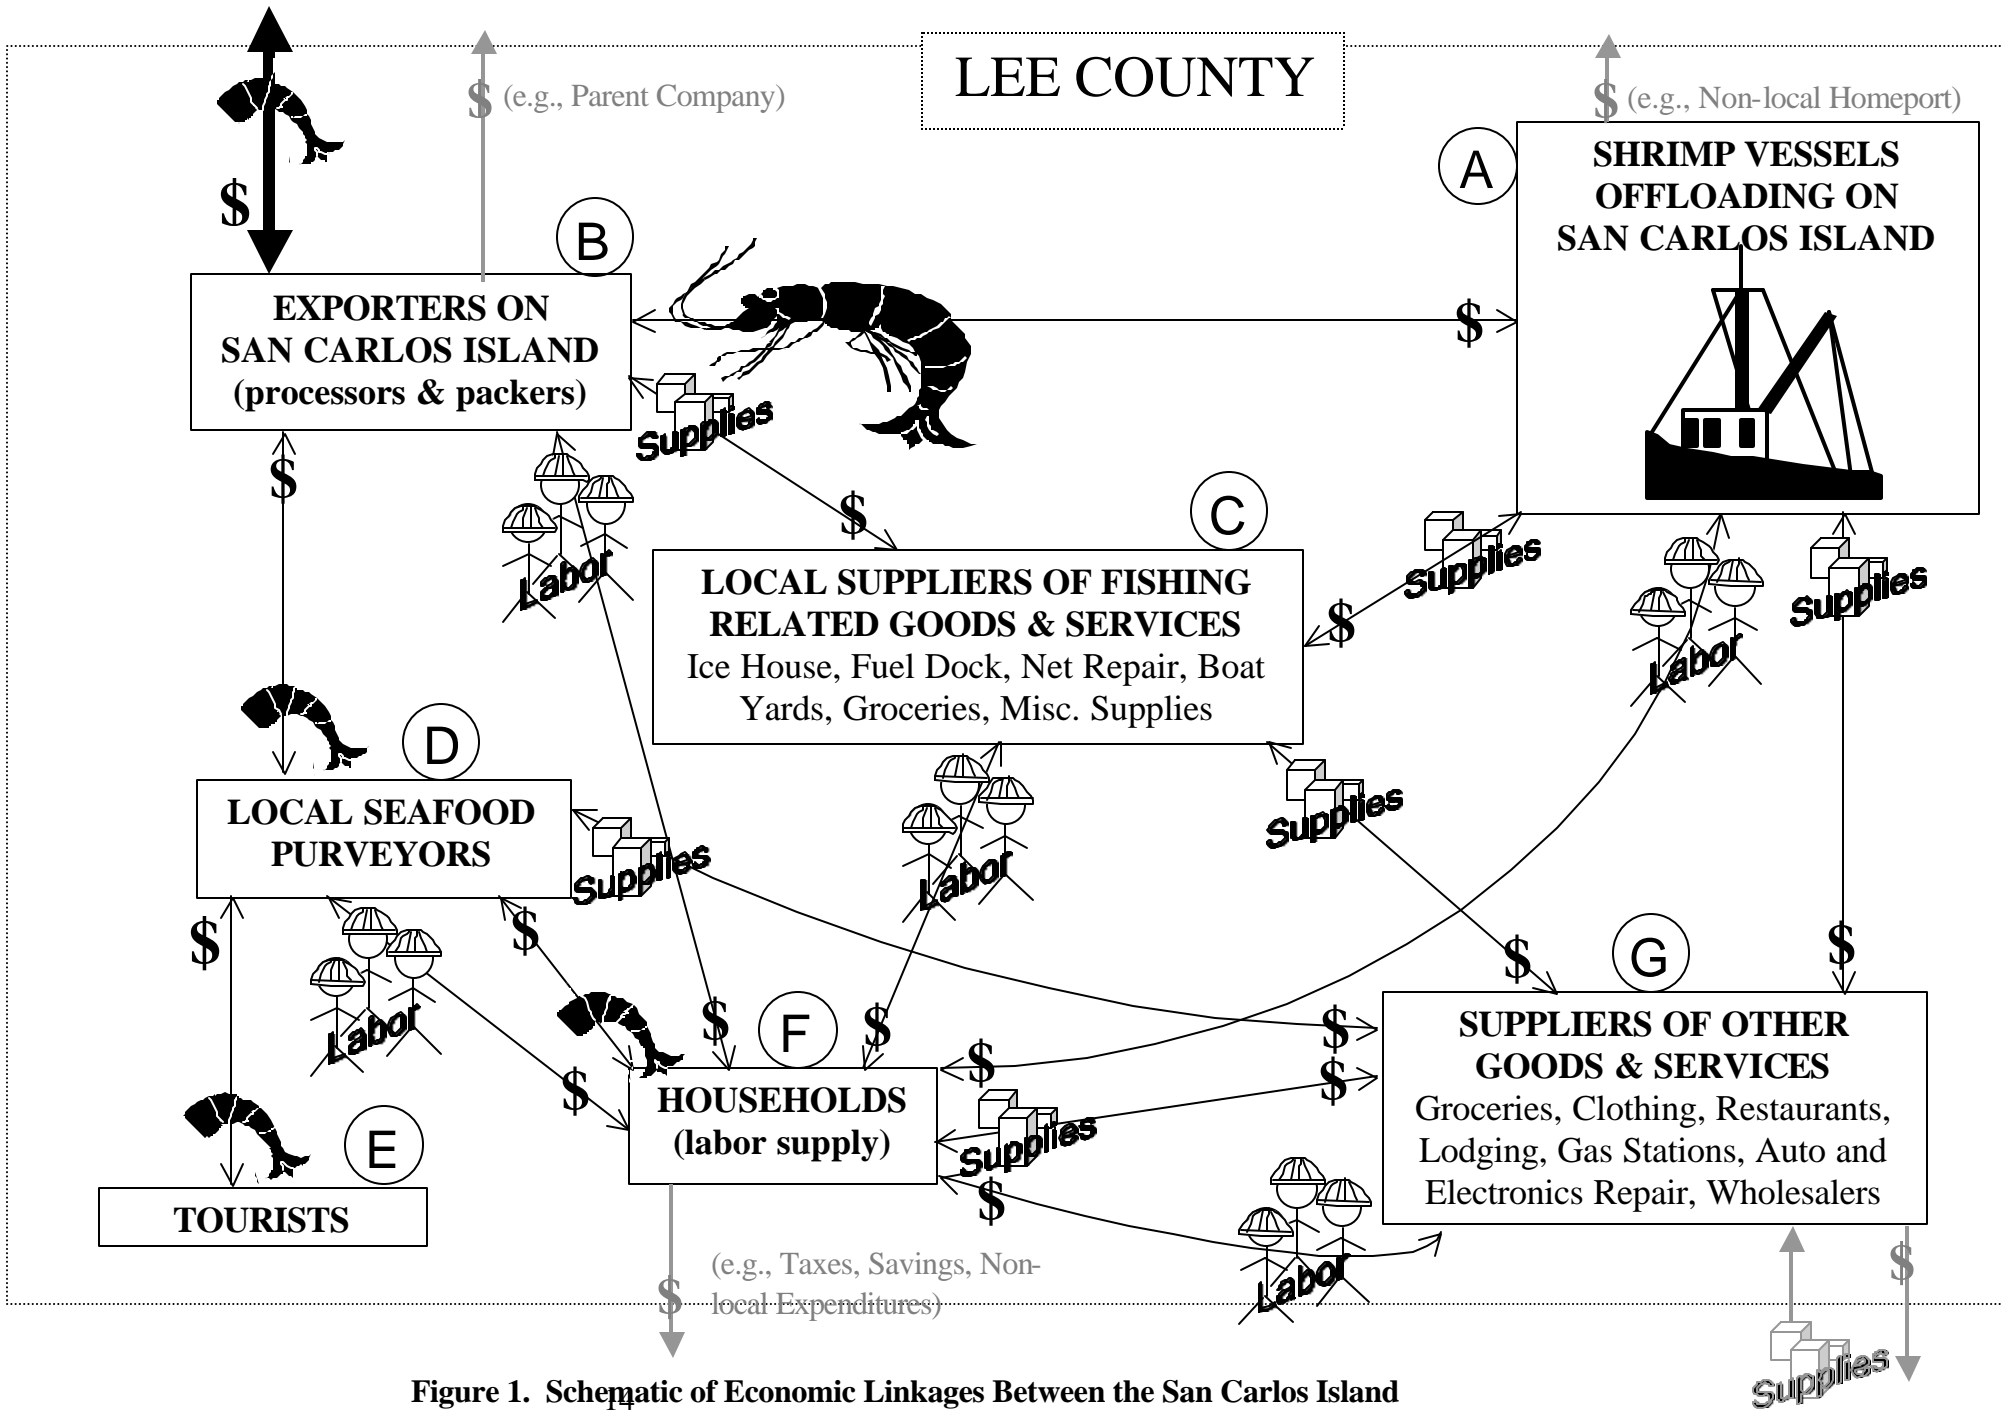 LEE COUNTY
$ (e.g., Parent Company)
$ (e.g., Non-local Homeport)
A
SHRIMP VESSELS
OFFLOADING ON
SAN CARLOS ISLAND
$
B
EXPORTERS ON
SAN CARLOS ISLAND
(processors & packers)
$
Supplies
$
$
Labor
C
LOCAL SUPPLIERS OF FISHING
RELATED GOODS & SERVICES
Ice House, Fuel Dock, Net Repair, Boat
Yards, Groceries, Misc. Supplies
Supplies
$
Labor
Supplies
D
LOCAL SEAFOOD
PURVEYORS
Supplies
Labor
Supplies
$
$
Labor
$
$
G
SUPPLIERS OF OTHER
GOODS & SERVICES
Groceries, Clothing, Restaurants,
Lodging, Gas Stations, Auto and
Electronics Repair, Wholesalers
$
F
$
$
$
$
$
HOUSEHOLDS
(labor supply)
Supplies
$
E
TOURISTS
Labor
(e.g., Taxes, Savings, Non-
local Expenditures)
$
$
Supplies
Figure 1. Schematic of Economic Linkages Between the San Carlos Island
14